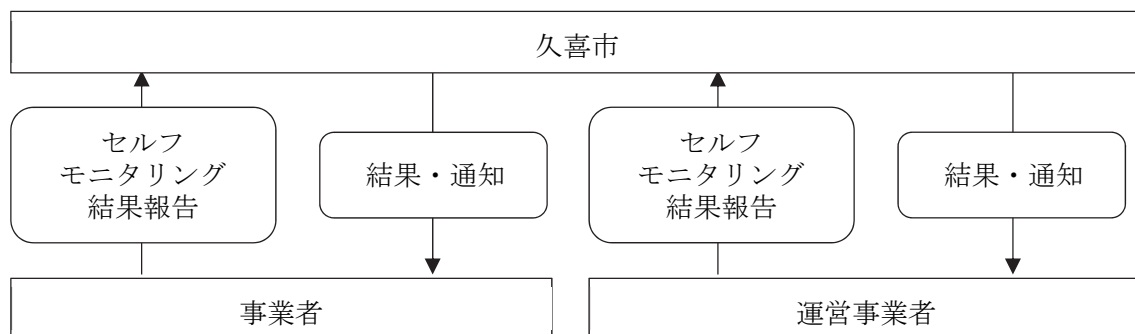 久喜市
セルフ
モニタリング
結果報告
結果・通知
セルフ
モニタリング
結果報告
結果・通知
事業者
運営事業者